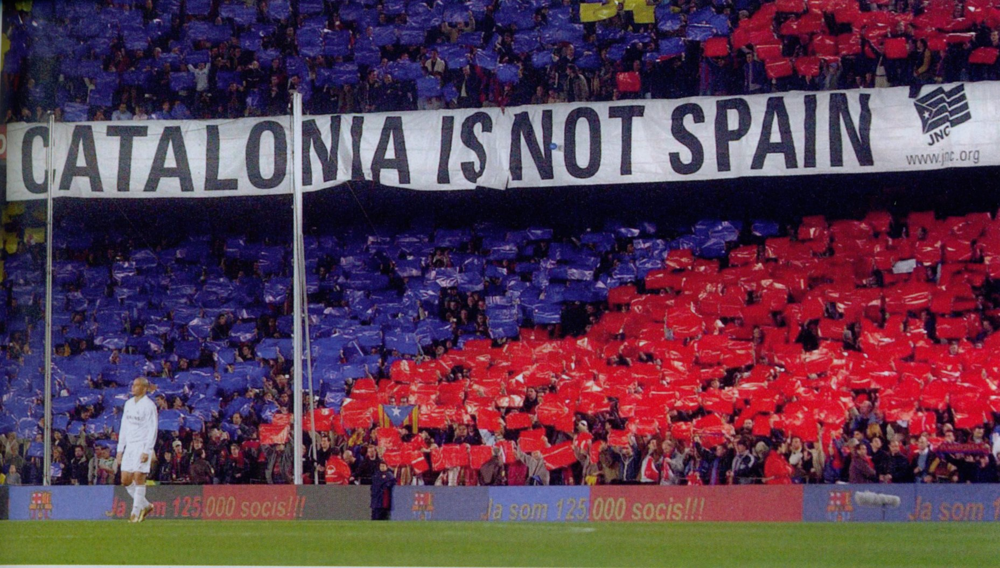 CATALONIA IS NOT SPAIN
JNC
www.jnc.org
Ja som 125.000 socis!!!
Ja som 125.000 socis!!!
Ja som 1